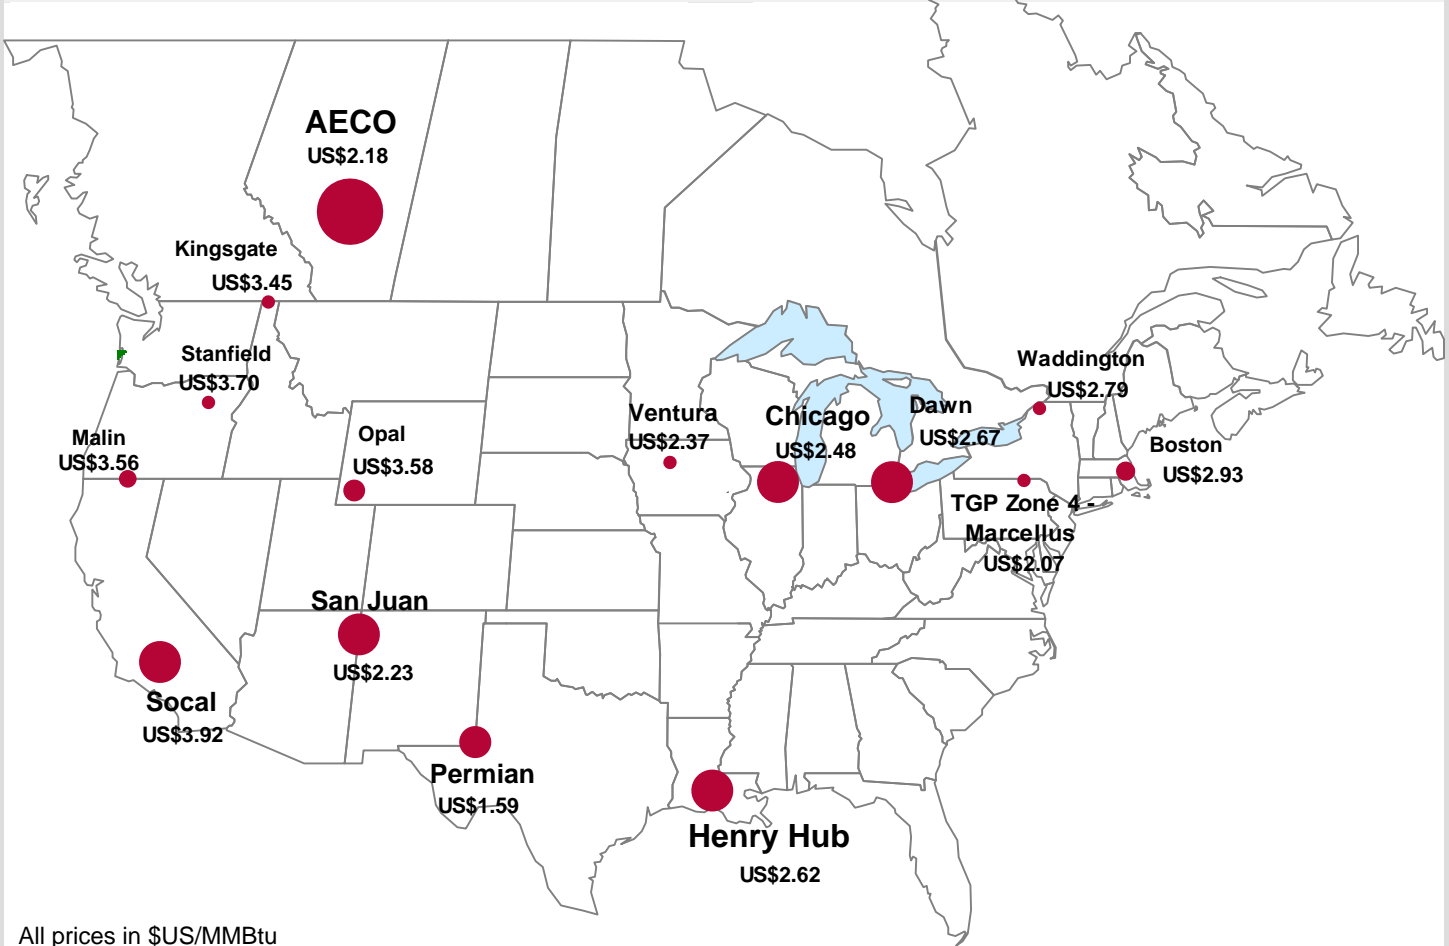 AECO
US$2.18
Kingsgate
US$3.45
Stanfield
US$3.70
Waddington
US$2.79
Malin
US$3.56
Opal
US$3.58
Ventura
US$2.37
Chicago
US$2.48
Dawn
US$2.67
Boston
US$2.93
TGP Zone 4 -
Marcellus
US$2.07
San Juan
US$2.23
Socal
US$3.92
Permian
US$1.59
Henry Hub
US$2.62
All prices in $US/MMBtu